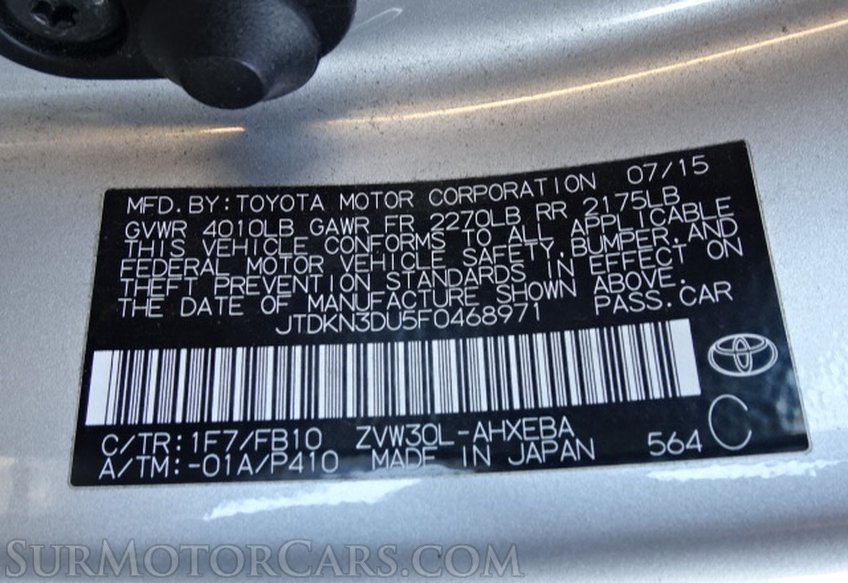 MFD. BY: TOYOTA MOTOR CORPORATION 07/15
GVWR 4010LB GAWR FR 2270LB RR 2175LB
THIS VEHICLE CONFORMS TO ALL APPLICABLE
FEDERAL MOTOR VEHICLE SAFETY, BUMPER, AND
THEFT PREVENTION STANDARDS IN EFFECT ON
THE DATE OF MANUFACTURE SHOWN ABOVE.
JTDKN3DU5F0468971 PASS. CAR
C/TR: 1F7/FB10 ZVW30L-AHXEBA
A/TM: -01A/P410 MADE IN JAPAN 564 C
SURMOTORCARS.COM